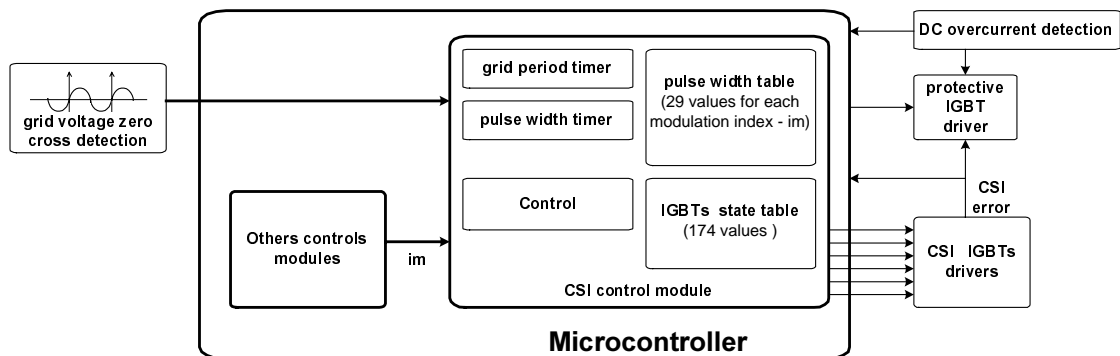 DC overcurrent detection
grid period timer
pulse width table
(29 values for each
modulation index - im)
protective
IGBT
driver
grid voltage zero
cross detection
pulse width timer
Control
IGBTs state table
(174 values )
CSI
error
Others controls
modules
im
CSI IGBTs
drivers
CSI control module
Microcontroller